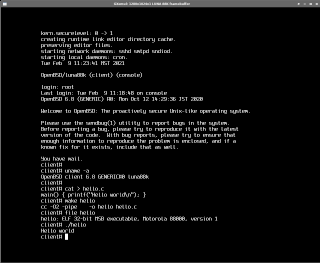 kern.securelevel: 0 -> 1
creating runtime link editor directory cache.
preserving editor files.
starting network daemons: sshd smtpd sndiod.
starting local daemons: cron.
Tue Feb 9 11:23:41 MST 2021
OpenBSD/luna88k (client) (console)
login: root
Last login: Tue Feb 9 11:18:48 on console
OpenBSD 6.8 (GENERIC) #0: Mon Oct 12 14:29:36 JST 2020
Welcome to OpenBSD: The proactively secure Unix-like operating system.
Please use the sendbug(1) utility to report bugs in the system.
Before reporting a bug, please try to reproduce it with the latest
version of the code. With bug reports, please try to ensure that
enough information to reproduce the problem is enclosed, and if a
known fix for it exists, include that as well.
You have mail.
client#
client# uname -a
OpenBSD client 6.8 GENERIC#0 luna88k
client#
client# cat > hello.c
main() { printf("Hello world\n"); }
client# make hello
cc -O2 -pipe -o hello hello.c
client# file hello
hello: ELF 32-bit MSB executable, Motorola 88000, version 1
client# ./hello
Hello world
client#